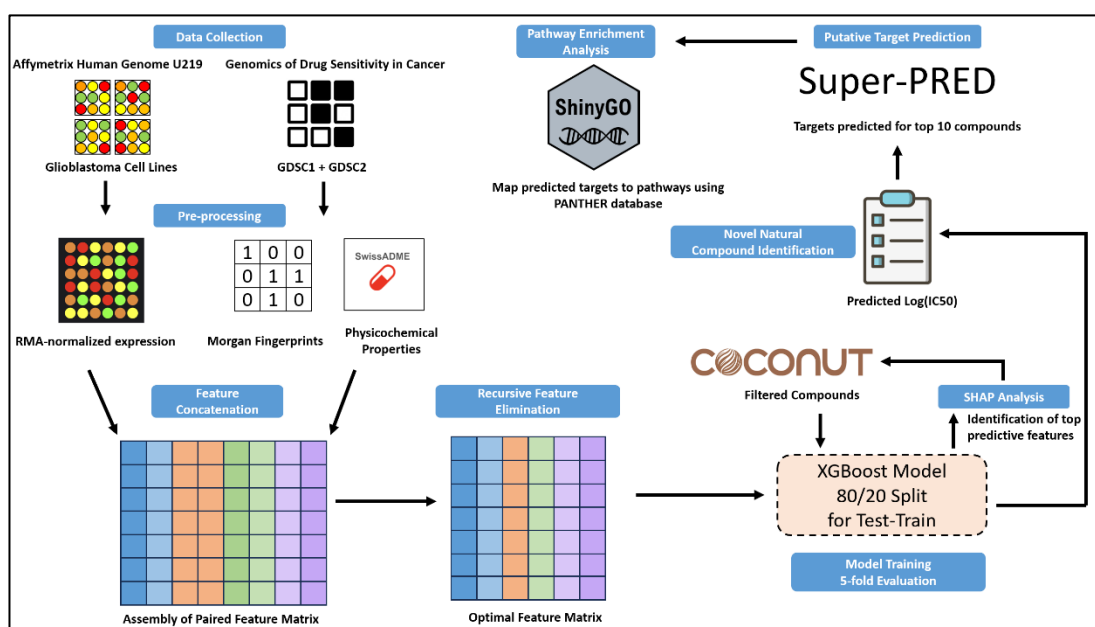 Data Collection
Affymetrix Human Genome U219
Genomics of Drug Sensitivity in Cancer
Glioblastoma Cell Lines
GDSC1 + GDSC2
Pre-processing
1 0 0
0 1 1
0 1 0
SwissADME
RMA-normalized expression
Morgan Fingerprints
Physicochemical
Properties
Feature
Concatenation
Assembly of Paired Feature Matrix
Recursive Feature
Elimination
Optimal Feature Matrix
XGBoost Model
80/20 Split
for Test-Train
Model Training
5-fold Evaluation
SHAP Analysis
Identification of top
predictive features
COCONUT
Filtered Compounds
Novel Natural
Compound Identification
Predicted Log(IC50)
Putative Target Prediction
Super-PRED
Targets predicted for top 10 compounds
Pathway Enrichment
Analysis
ShinyGO
Map predicted targets to pathways using
PANTHER database